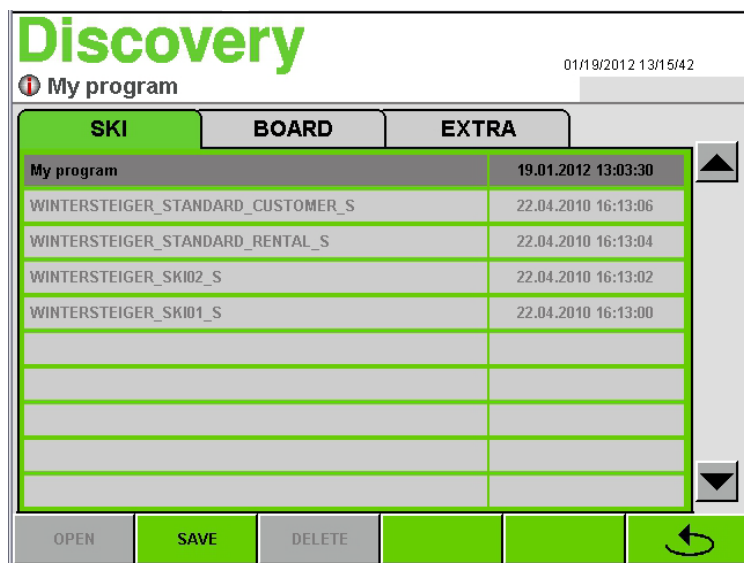 Discovery
01/19/2012 13/15/42
My program
SKI BOARD EXTRA
My program 19.01.2012 13:03:30
WINTERSTEIGER_STANDARD_CUSTOMER_S 22.04.2010 16:13:06
WINTERSTEIGER_STANDARD_RENTAL_S 22.04.2010 16:13:04
WINTERSTEIGER_SKI02_S 22.04.2010 16:13:02
WINTERSTEIGER_SKI01_S 22.04.2010 16:13:00
OPEN SAVE DELETE